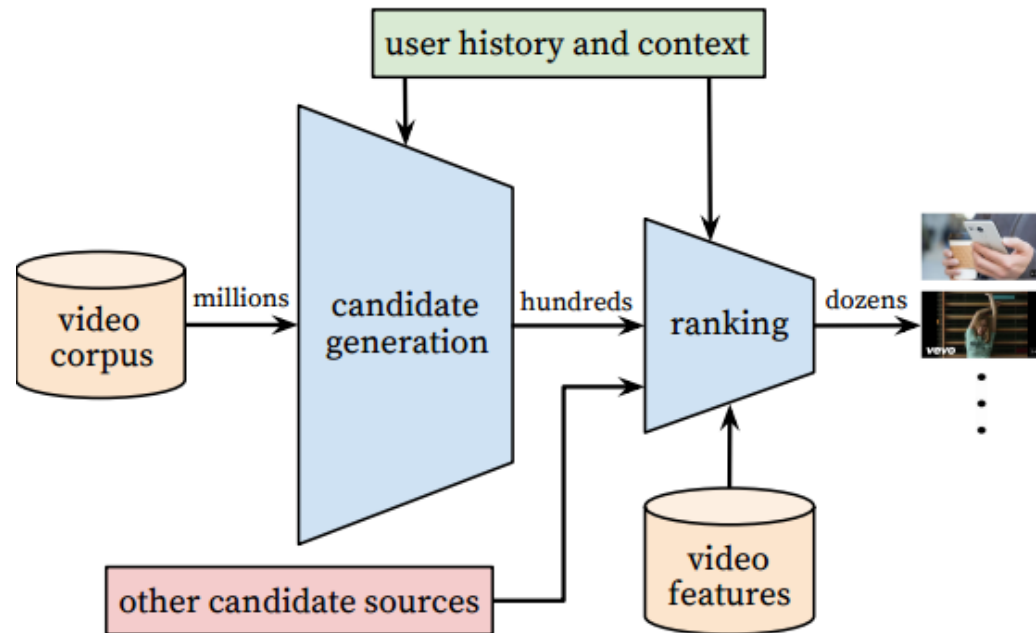 user history and context
video
corpus
millions
candidate
generation
hundreds
ranking
dozens
vevo
other candidate sources
video
features